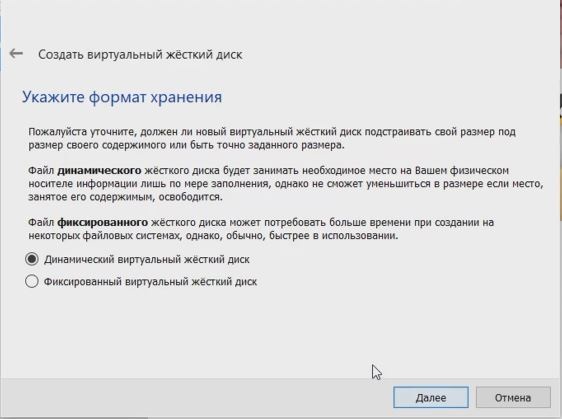 Создать виртуальный жёсткий диск
Укажите формат хранения
Пожалуйста уточните, должен ли новый виртуальный жёсткий диск подстраивать свой размер под
размер своего содержимого или быть точно заданного размера.
Файл динамического жёсткого диска будет занимать необходимое место на Вашем физическом
носителе информации лишь по мере заполнения, однако не сможет уменьшиться в размере если место,
занятое его содержимым, освободится.
Файл фиксированного жёсткого диска может потребовать больше времени при создании на
некоторых файловых системах, однако, обычно, быстрее в использовании.
Динамический виртуальный жёсткий диск
Фиксированный виртуальный жёсткий диск
Далее
Отмена